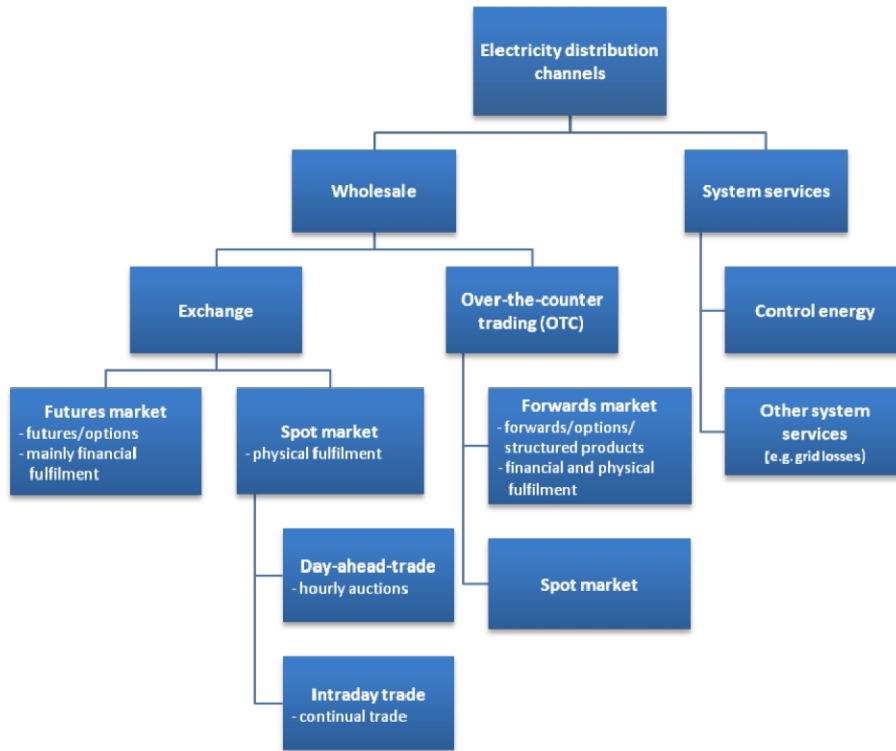 Electricity distribution
channels
Wholesale
System services
Exchange
Over-the-counter
trading (OTC)
Control energy
Futures market
- futures/options
- mainly financial
fulfilment
Spot market
- physical fulfilment
Forwards market
- forwards/options/
structured products
- financial and physical
fulfilment
Other system
services
(e.g. grid losses)
Day-ahead-trade
- hourly auctions
Spot market
Intraday trade
- continual trade